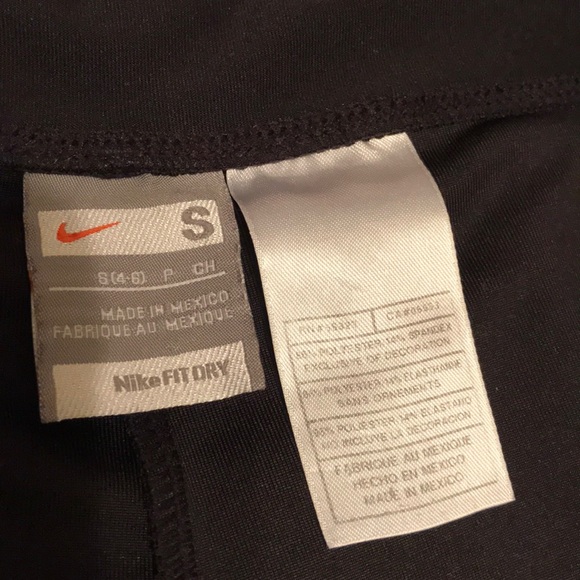 S
S(4-6) P CH
MADE IN MEXICO
FABRIQUE AU MEXIQUE
Nike FIT DRY
86% POLYESTER, 14% SPANDEX
EXCLUSIVE OF DECORATION
86% POLYESTER 14% ELASTHANNE
SANS ORNEMENTS
86% POLIESTER, 14% ELASTANO
NO INCLUYE LA DECORACION
FABRIQUE AU MEXIQUE
HECHO EN MEXICO
MADE IN MEXICO